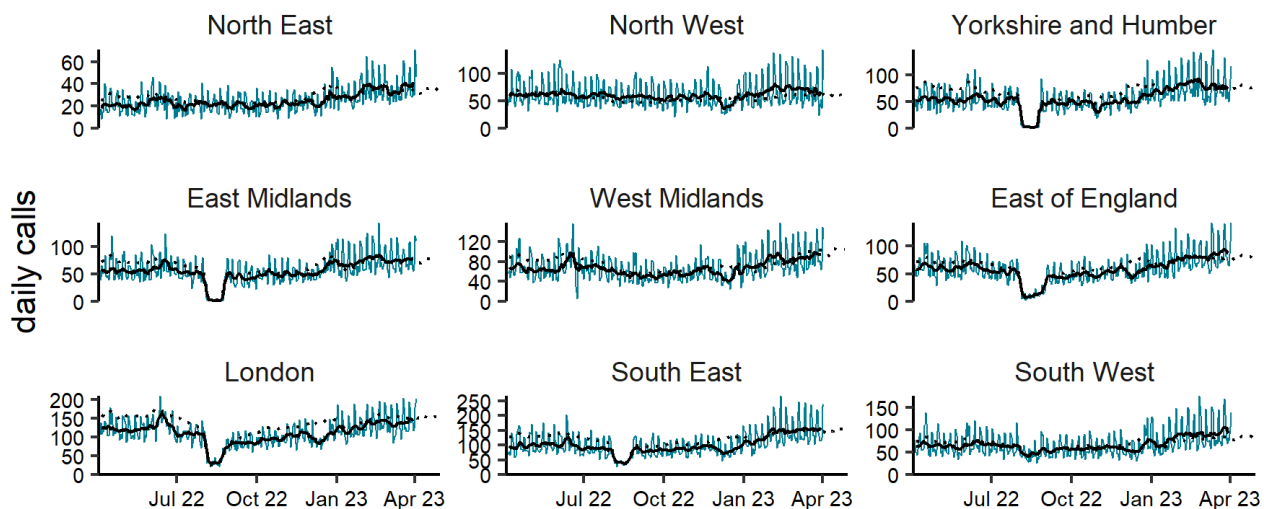 North East
North West
Yorkshire and Humber
60
40
20
0
100
50
0
100
50
0
East Midlands
West Midlands
East of England
daily calls
100
50
0
120
80
40
0
100
50
0
London
South East
South West
200
150
100
50
0
250
200
150
100
50
0
150
100
50
0
Jul 22 Oct 22 Jan 23 Apr 23
Jul 22 Oct 22 Jan 23 Apr 23
Jul 22 Oct 22 Jan 23 Apr 23